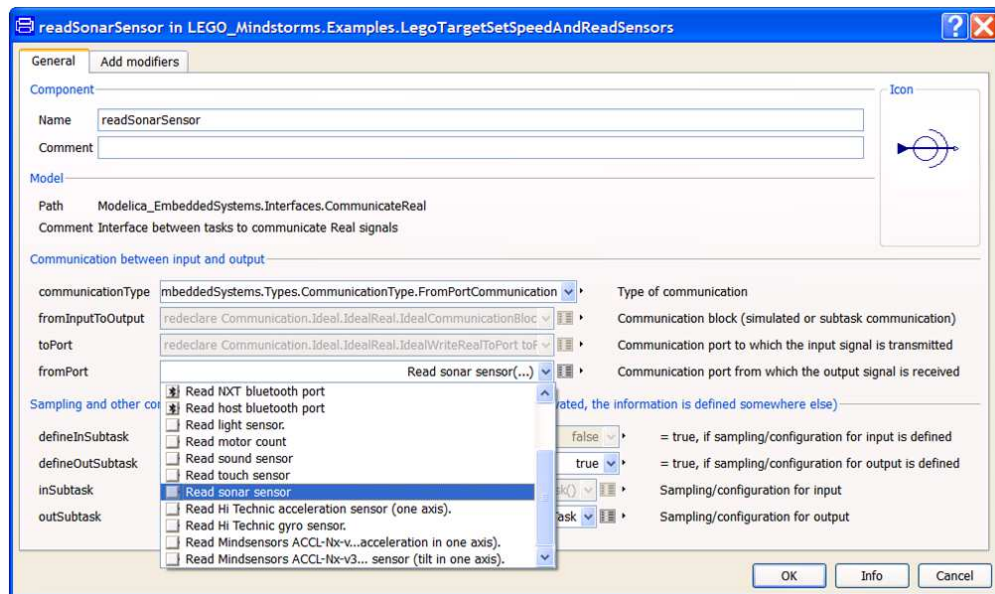 readSonarSensor in LEGO_Mindstorms.Examples.LegoTargetSetSpeedAndReadSensors
General Add modifiers
Component Icon
Name readSonarSensor
Comment
Model
Path Modelica_EmbeddedSystems.Interfaces.CommunicateReal
Comment Interface between tasks to communicate Real signals
Communication between input and output
communicationType mbeddedSystems.Types.CommunicationType.FromPortCommunication Type of communication
fromInputToOutput redeclare Communication.Ideal.IdealReal.IdealCommunicationBloc Communication block (simulated or subtask communication)
toPort redeclare Communication.Ideal.IdealReal.IdealWriteRealToPort toP Communication port to which the input signal is transmitted
fromPort Read sonar sensor(...) Communication port from which the output signal is received
Read NXT bluetooth port
Sampling and other co Read host bluetooth port vated, the information is defined somewhere else)
Read light sensor.
defineInSubtask Read motor count false = true, if sampling/configuration for input is defined
Read sound sensor
defineOutSubtask Read touch sensor true = true, if sampling/configuration for output is defined
inSubtask Read sonar sensor k() Sampling/configuration for input
Read Hi Technic acceleration sensor (one axis).
outSubtask Read Hi Technic gyro sensor. Task Sampling/configuration for output
Read Mindsensors ACCL-Nx-v...acceleration in one axis).
Read Mindsensors ACCL-Nx-v3... sensor (tilt in one axis).
OK Info Cancel